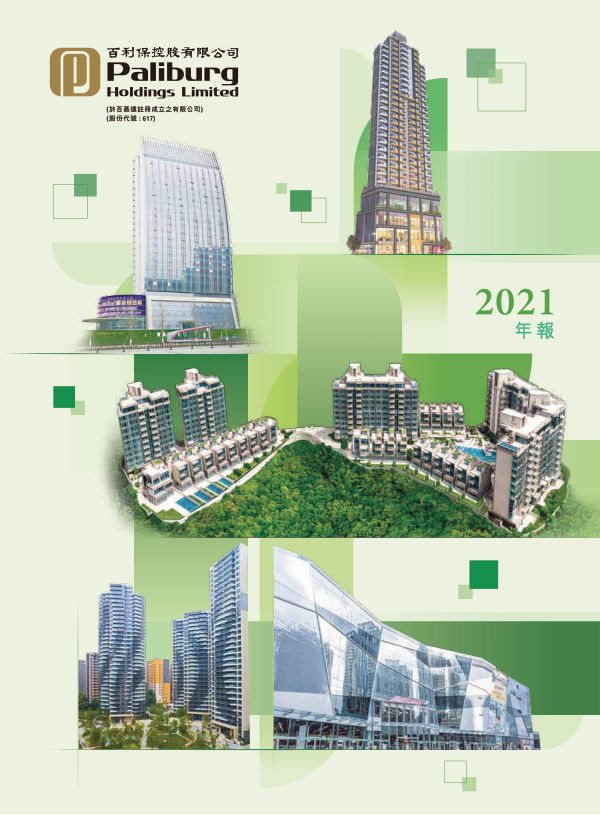 百利保控股有限公司
Paliburg
Holdings Limited
(於百慕達註冊成立之有限公司)
(股份代號 : 617)
2021
年報